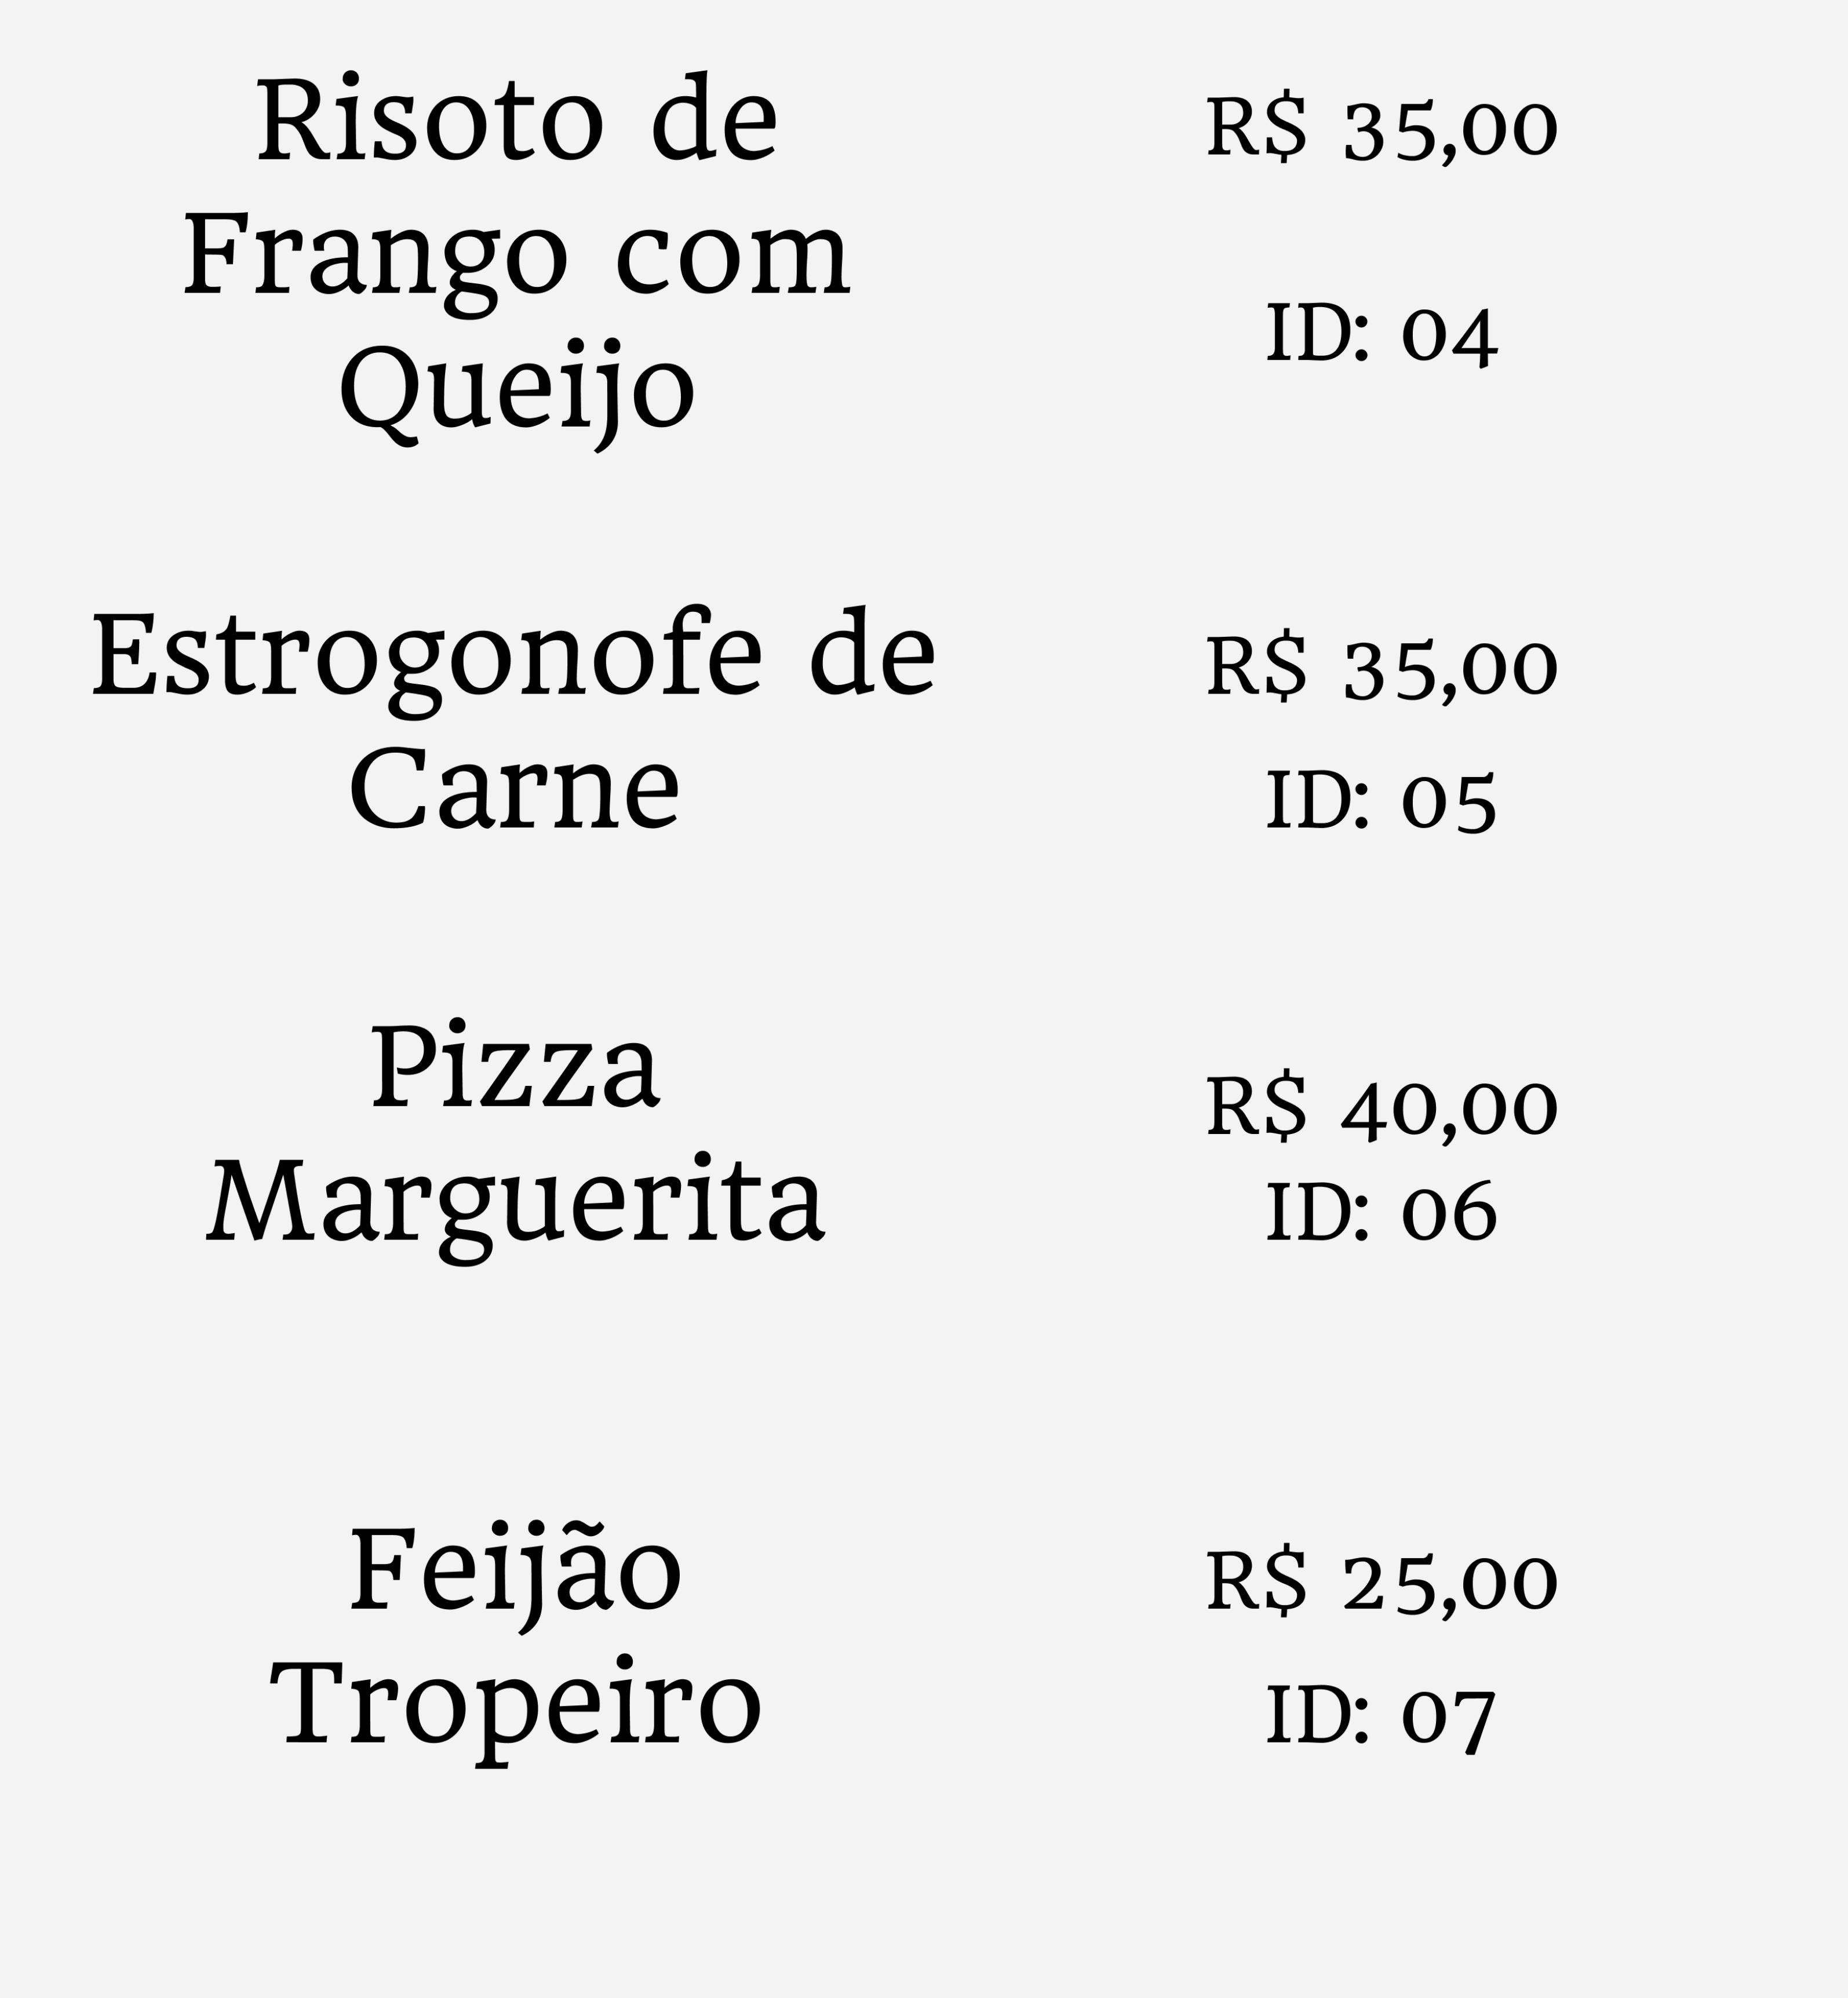 Risoto de
Frango com
Queijo
R$ 35,00
ID: 04
Estrogonofe de
Carne
R$ 35,00
ID: 05
Pizza
Marguerita
R$ 40,00
ID: 06
Feijão
Tropeiro
R$ 25,00
ID: 07